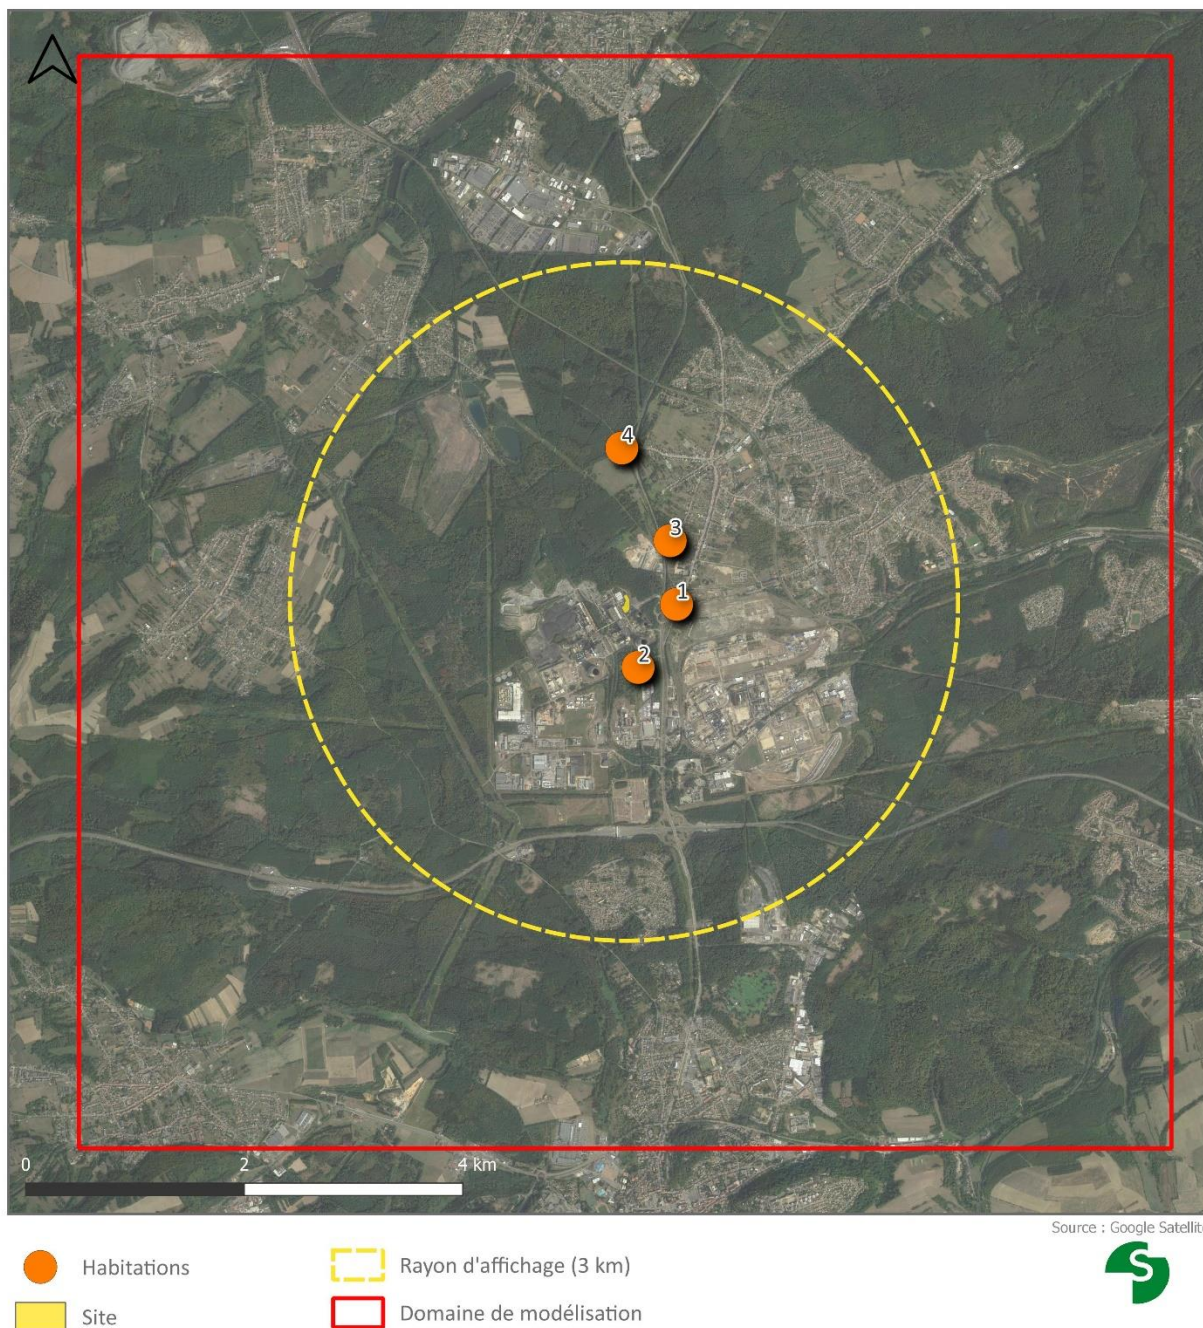 4
3
1
2
0 2 4 km
Source : Google Satellit
Habitations
Rayon d'affichage (3 km)
Site
Domaine de modélisation
S